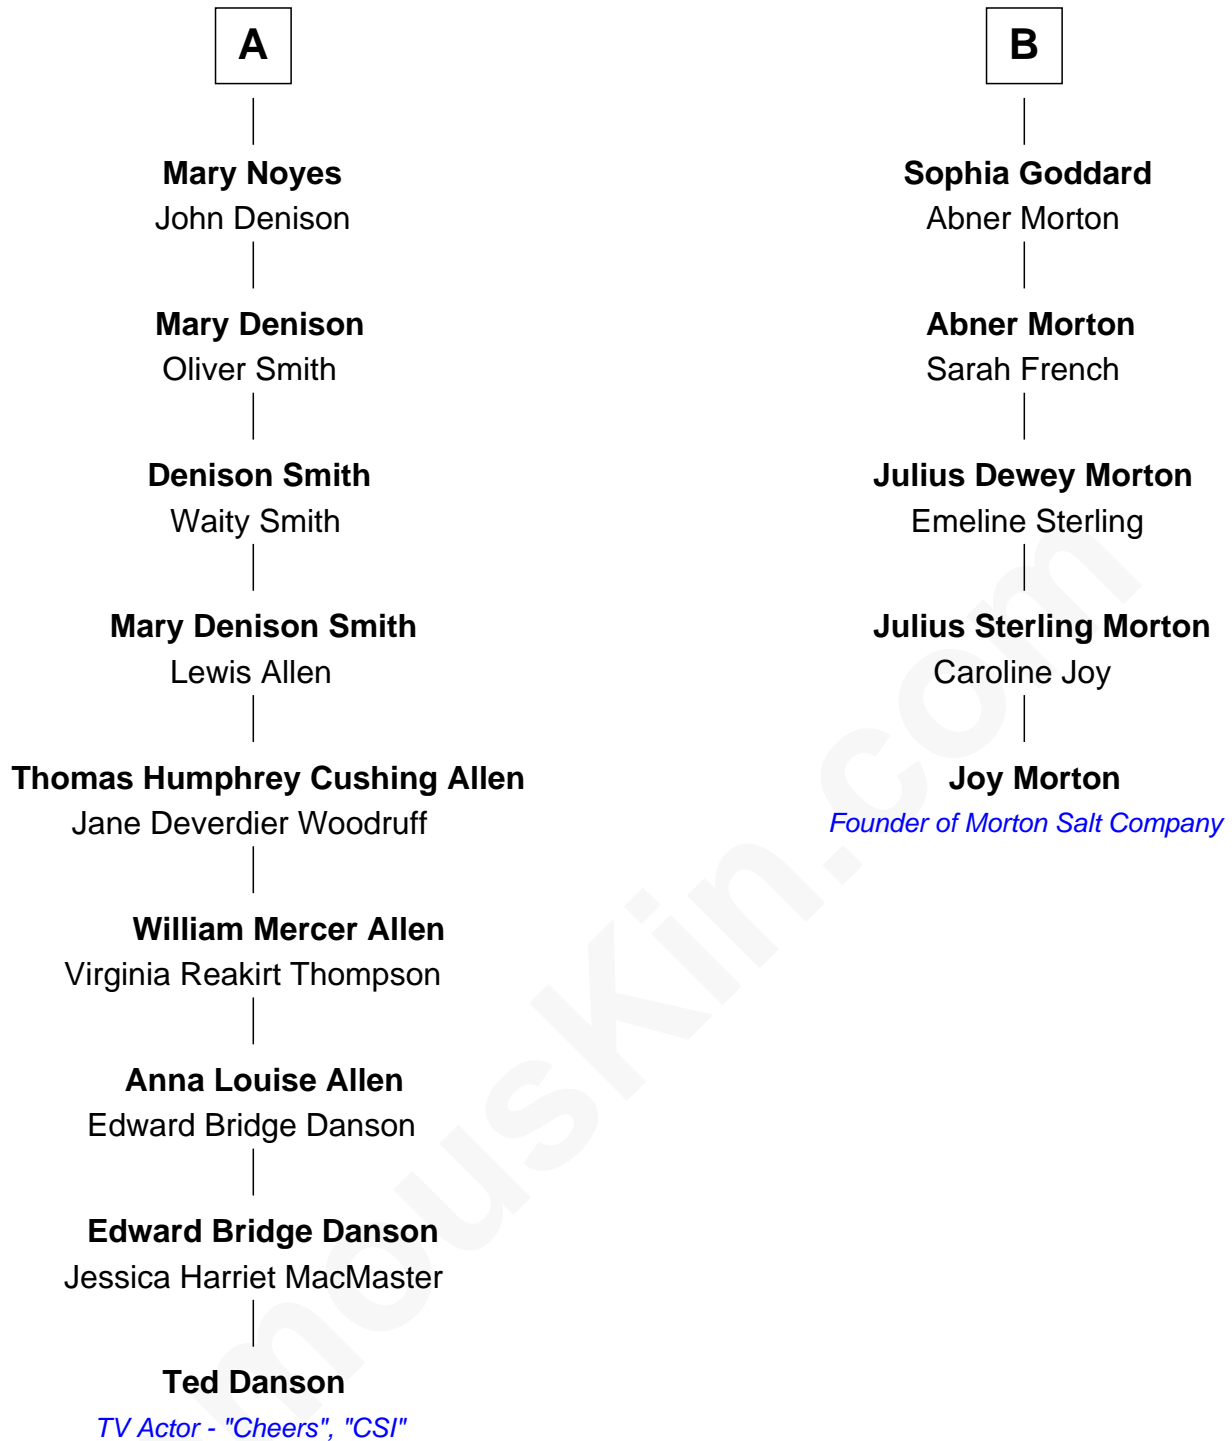 A
Mary Noyes
John Denison
Mary Denison
Oliver Smith
Denison Smith
Waity Smith
Mary Denison Smith
Lewis Allen
Thomas Humphrey Cushing Allen
Jane Deverdier Woodruff
William Mercer Allen
Virginia Reakirt Thompson
Anna Louise Allen
Edward Bridge Danson
Edward Bridge Danson
Jessica Harriet MacMaster
Ted Danson
TV Actor - "Cheers", "CSI"
B
Sophia Goddard
Abner Morton
Abner Morton
Sarah French
Julius Dewey Morton
Emeline Sterling
Julius Sterling Morton
Caroline Joy
Joy Morton
Founder of Morton Salt Company
mouskin.com